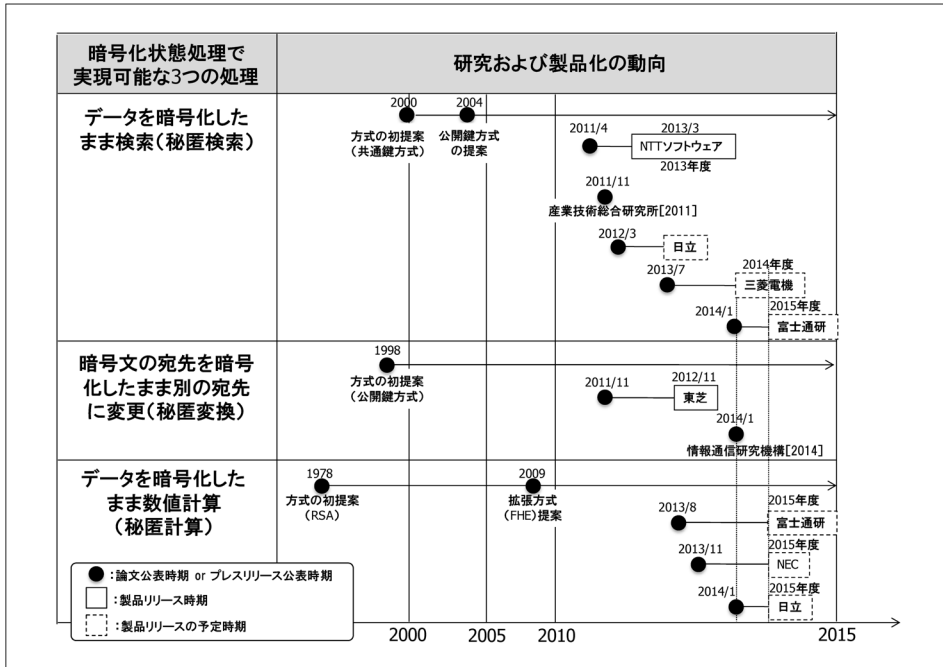 暗号化状態処理で
実現可能な3つの処理
研究および製品化の動向
データを暗号化した
まま検索(秘匿検索)
2000
2004
方式の初提案
(共通鍵方式)
公開鍵方式
の提案
2011/4
2013/3
NTTソフトウェア
2013年度
2011/11
産業技術総合研究所[2011]
2012/3
日立
2013/7
2014年度
三菱電機
2014/1
2015年度
富士通研
暗号文の宛先を暗号
化したまま別の宛先
に変更(秘匿変換)
1998
方式の初提案
(公開鍵方式)
2011/11
2012/11
東芝
2014/1
情報通信研究機構[2014]
データを暗号化した
まま数値計算
(秘匿計算)
1978
方式の初提案
(RSA)
2009
拡張方式
(FHE)提案
2013/8
2015年度
富士通研
2013/11
2015年度
NEC
2014/1
2015年度
日立
:論文公表時期 or プレスリリース公表時期
:製品リリース時期
:製品リリースの予定時期
2000
2005
2010
2015